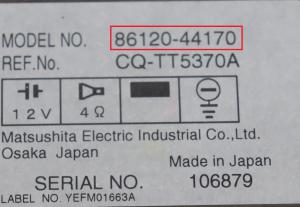 MODEL NO. 86120-44170
REF.No. CQ-TT5370A
12V 4Ω
Matsushita Electric Industrial Co.,Ltd.
Osaka Japan
Made in Japan
SERIAL NO. 106879
LABEL NO. YEFM01663A